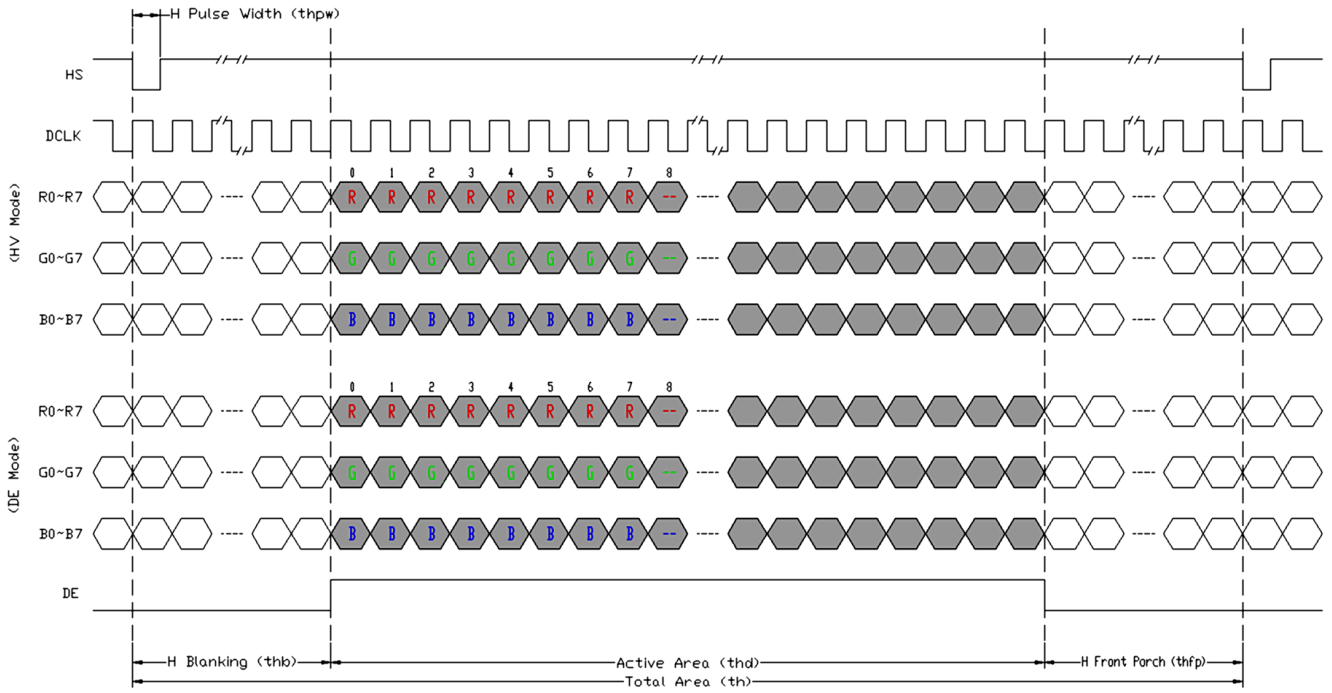 H Pulse Width (thpw)
HS
DCLK
(HV Mode)
0 1 2 3 4 5 6 7 8
R0~R7 R R R R R R R R --
G0~G7 G G G G G G G G --
B0~B7 B B B B B B B B --
(DE Mode)
0 1 2 3 4 5 6 7 8
R0~R7 R R R R R R R R --
G0~G7 G G G G G G G G --
B0~B7 B B B B B B B B --
DE
H Blanking (thb) Active Area (thd) H Front Porch (thfp)
Total Area (th)